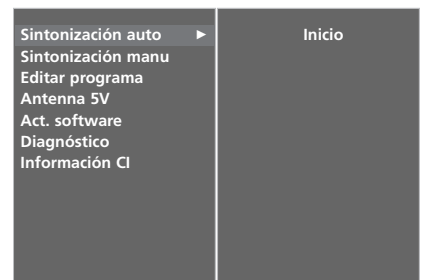 Sintonización auto ► Inicio
Sintonización manu
Editar programa
Antenna 5V
Act. software
Diagnóstico
Información CI